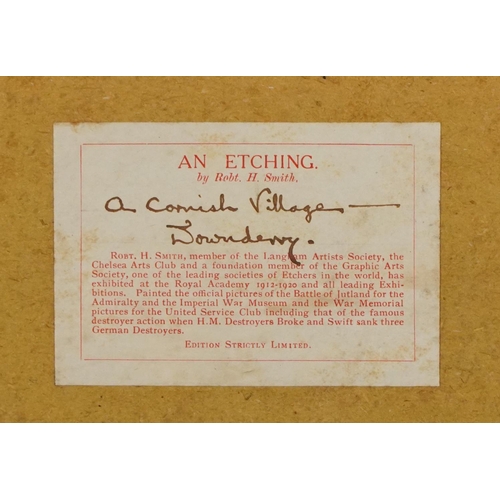 AN ETCHING.
by Robt. H. Smith.
A Cornish Village —
Downderry.
Robt, H. Smith, member of the Langham Artists Society, the
Chelsea Arts Club and a foundation member of the Graphic Arts
Society, one of the leading societies of Etchers in the world, has
exhibited at the Royal Academy 1912-1920 and all leading Exhi-
bitions. Painted the official pictures of the Battle of Jutland for the
Admiralty and the Imperial War Museum and the War Memorial
pictures for the United Service Club including that of the famous
destroyer action when H.M. Destroyers Broke and Swift sank three
German Destroyers.
Edition Strictly Limited.